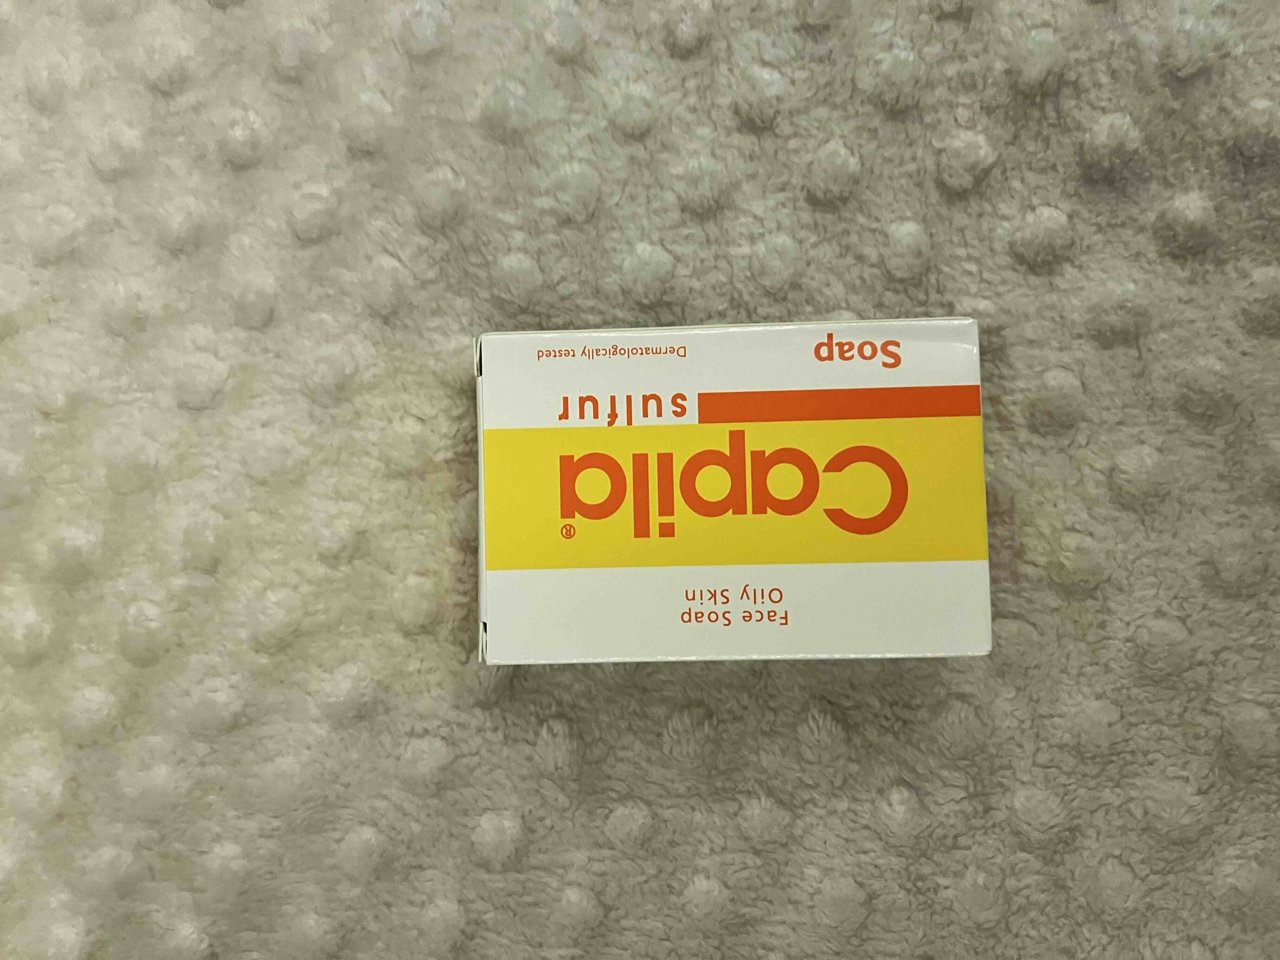 Face Soap
Oily Skin
Capila®
sulfur
Soap
Dermatologically tested